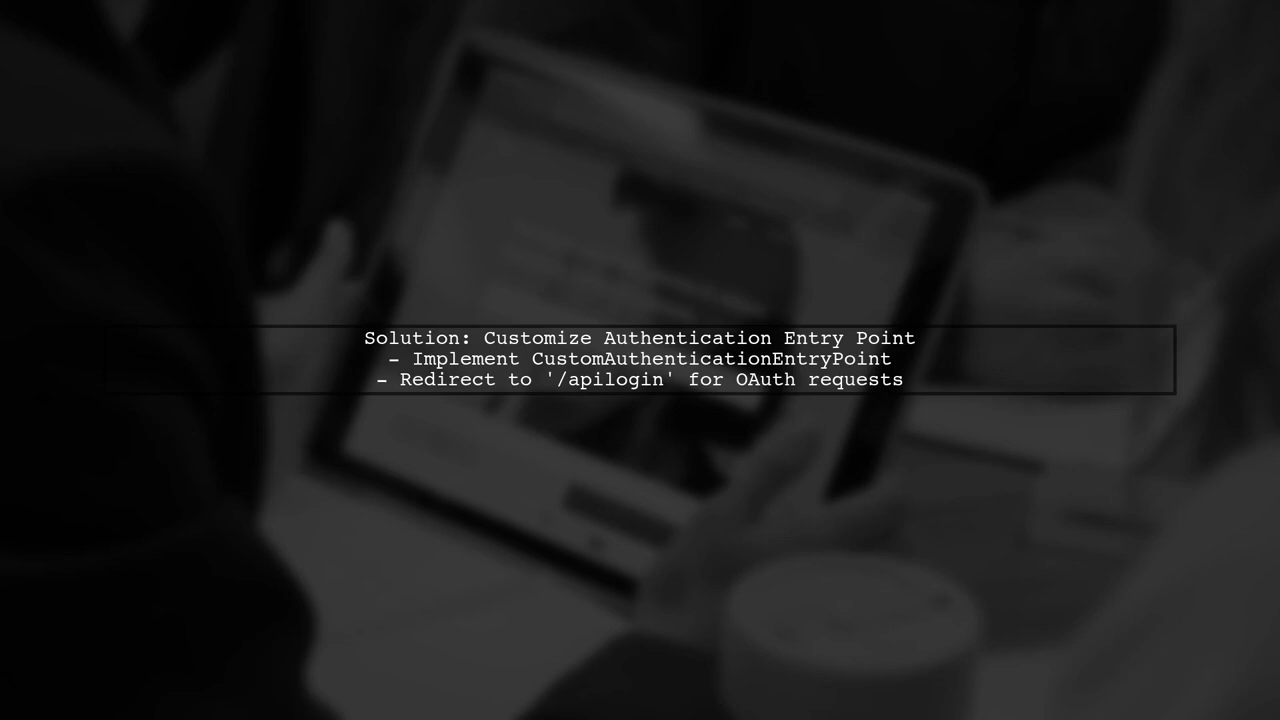 Solution: Customize Authentication Entry Point
– Implement CustomAuthenticationEntryPoint
– Redirect to '/apilogin' for OAuth requests